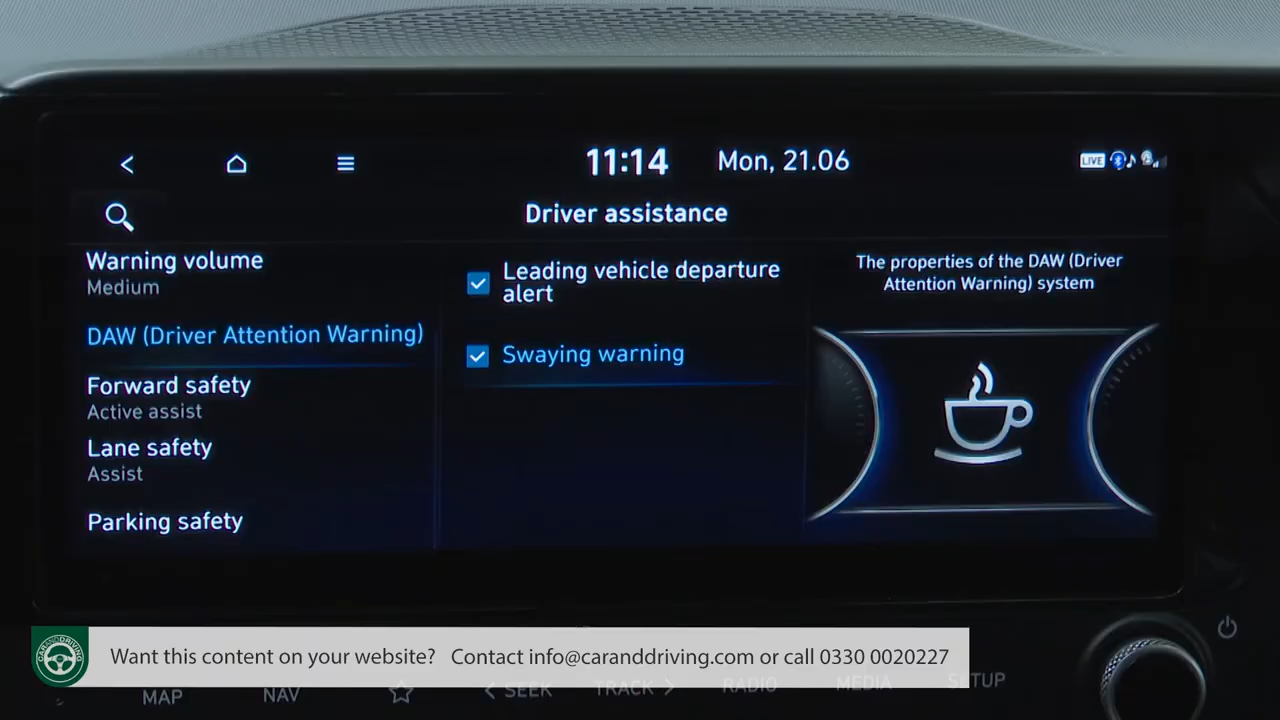 11:14 Mon, 21.06
LIVE
Driver assistance
Warning volume
Medium
DAW (Driver Attention Warning)
Forward safety
Active assist
Lane safety
Assist
Parking safety
Leading vehicle departure
alert
Swaying warning
The properties of the DAW (Driver
Attention Warning) system
CARANDDRIVING
Want this content on your website? Contact info@caranddriving.com or call 0330 0020227
MAP NAV SEEK TRACK RADIO MEDIA SETUP